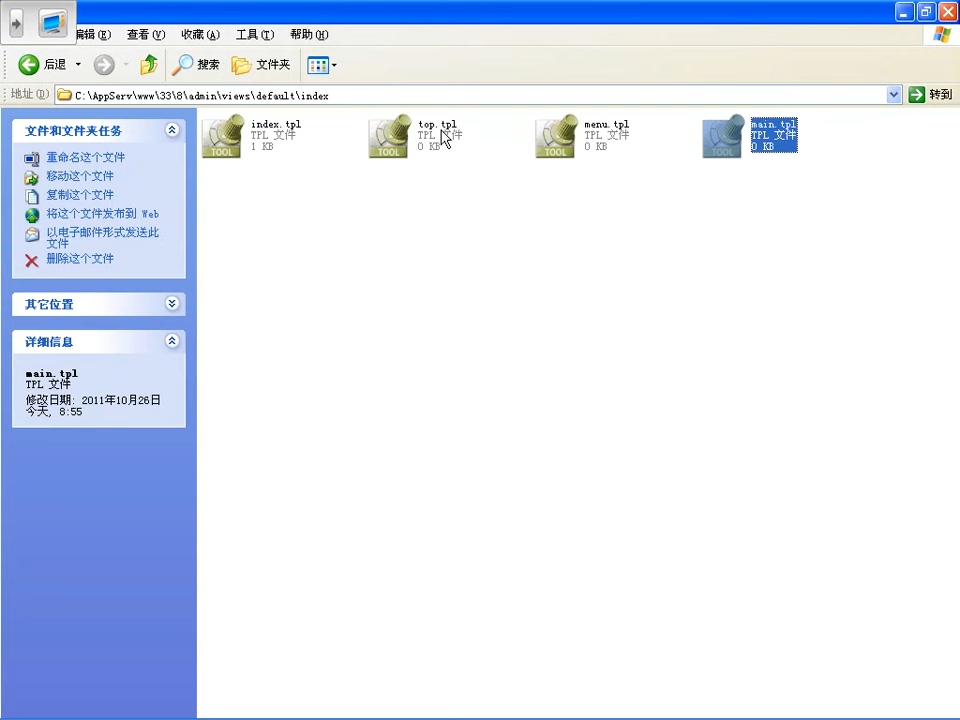 编辑(E) 查看(V) 收藏(A) 工具(T) 帮助(H)
后退 搜索 文件夹
地址(D) C:\AppServ\www\33\8\admin\views\default\index 转到
文件和文件夹任务
重命名这个文件
移动这个文件
复制这个文件
将这个文件发布到 Web
以电子邮件形式发送此
文件
删除这个文件
其它位置
详细信息
main.tpl
TPL 文件
修改日期: 2011年10月26日
今天, 8:55
index.tpl
TPL 文件
1 KB
TOOL
top.tpl
TPL 文件
0 KB
TOOL
menu.tpl
TPL 文件
0 KB
TOOL
main.tpl
TPL 文件
0 KB
TOOL